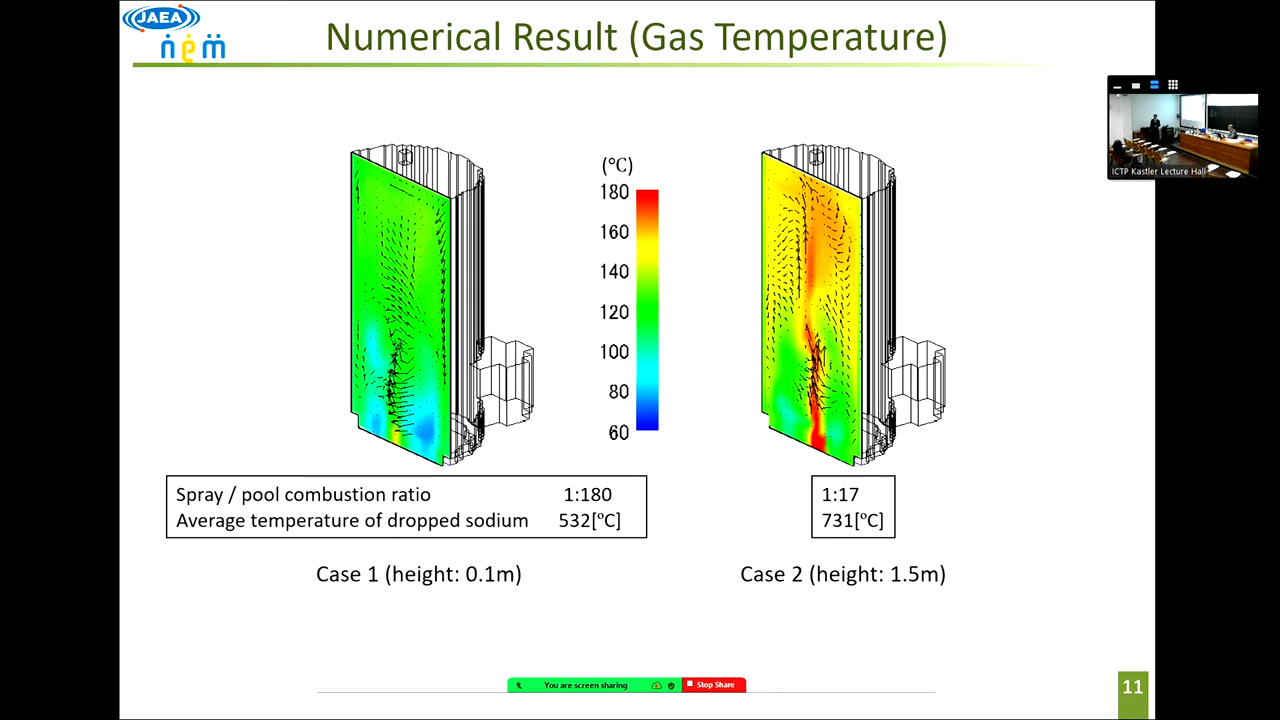 JAEA
nem
Numerical Result (Gas Temperature)
ICTP Kastler Lecture Hall
(℃)
180
160
140
120
100
80
60
Spray / pool combustion ratio 1:180
Average temperature of dropped sodium 532[℃]
1:17
731[℃]
Case 1 (height: 0.1m)
Case 2 (height: 1.5m)
You are screen sharing
Stop Share
11